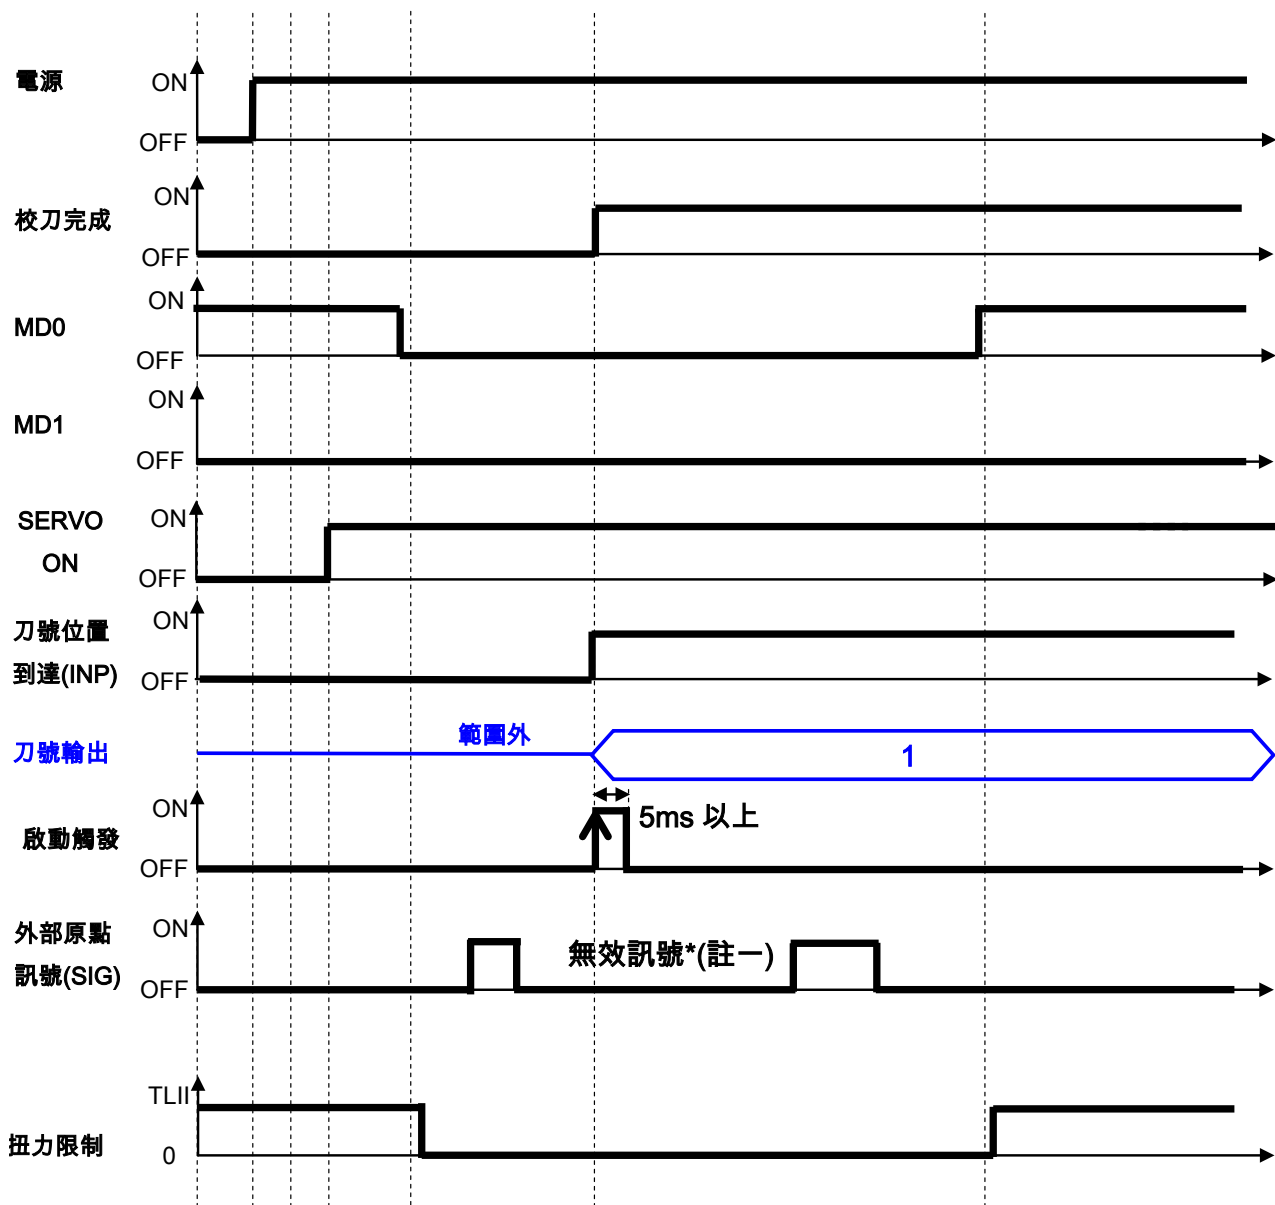 電源
ON
OFF
校刀完成
ON
OFF
MD0
ON
OFF
MD1
ON
OFF
SERVO
ON
ON
OFF
刀號位置
到達(INP)
ON
OFF
刀號輸出
範圍外
1
啟動觸發
ON
OFF
5ms 以上
外部原點
訊號(SIG)
ON
OFF
無效訊號*(註一)
扭力限制
TLII
0